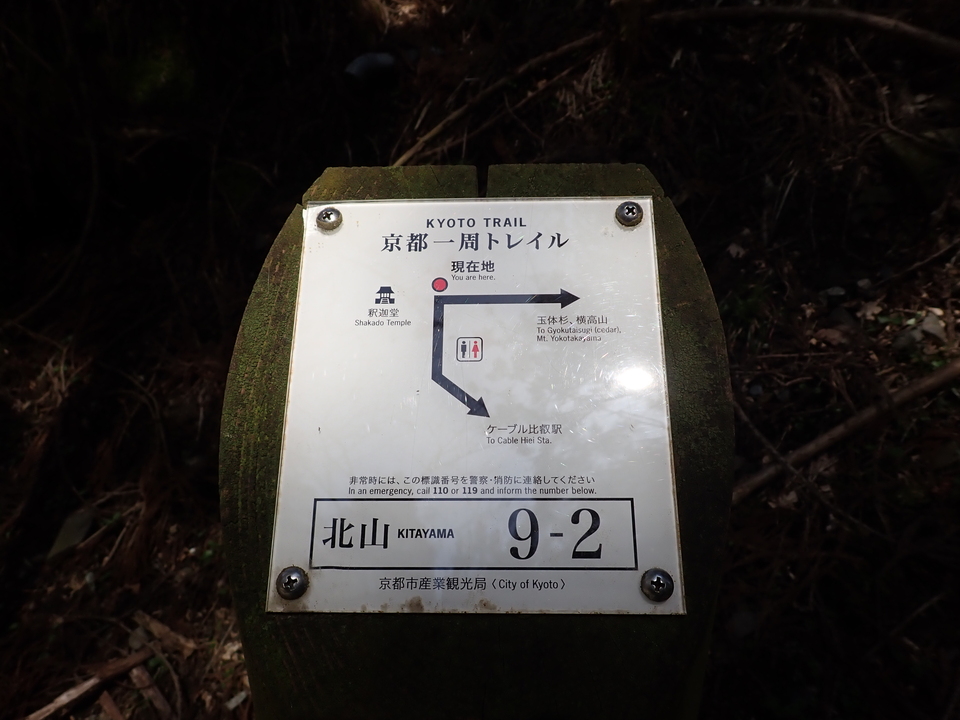 KYOTO TRAIL
京都一周トレイル
現在地
You are here.
釈迦堂
Shakado Temple
玉体杉、横高山
To Gyokutaisugi (cedar),
Mt. Yokotakayama
ケーブル比叡駅
To Cable Hiei Sta.
非常時には、この標識番号を警察・消防に連絡してください
In an emergency, call 110 or 119 and inform the number below.
北山 KITAYAMA 9-2
京都市産業観光局〈City of Kyoto〉